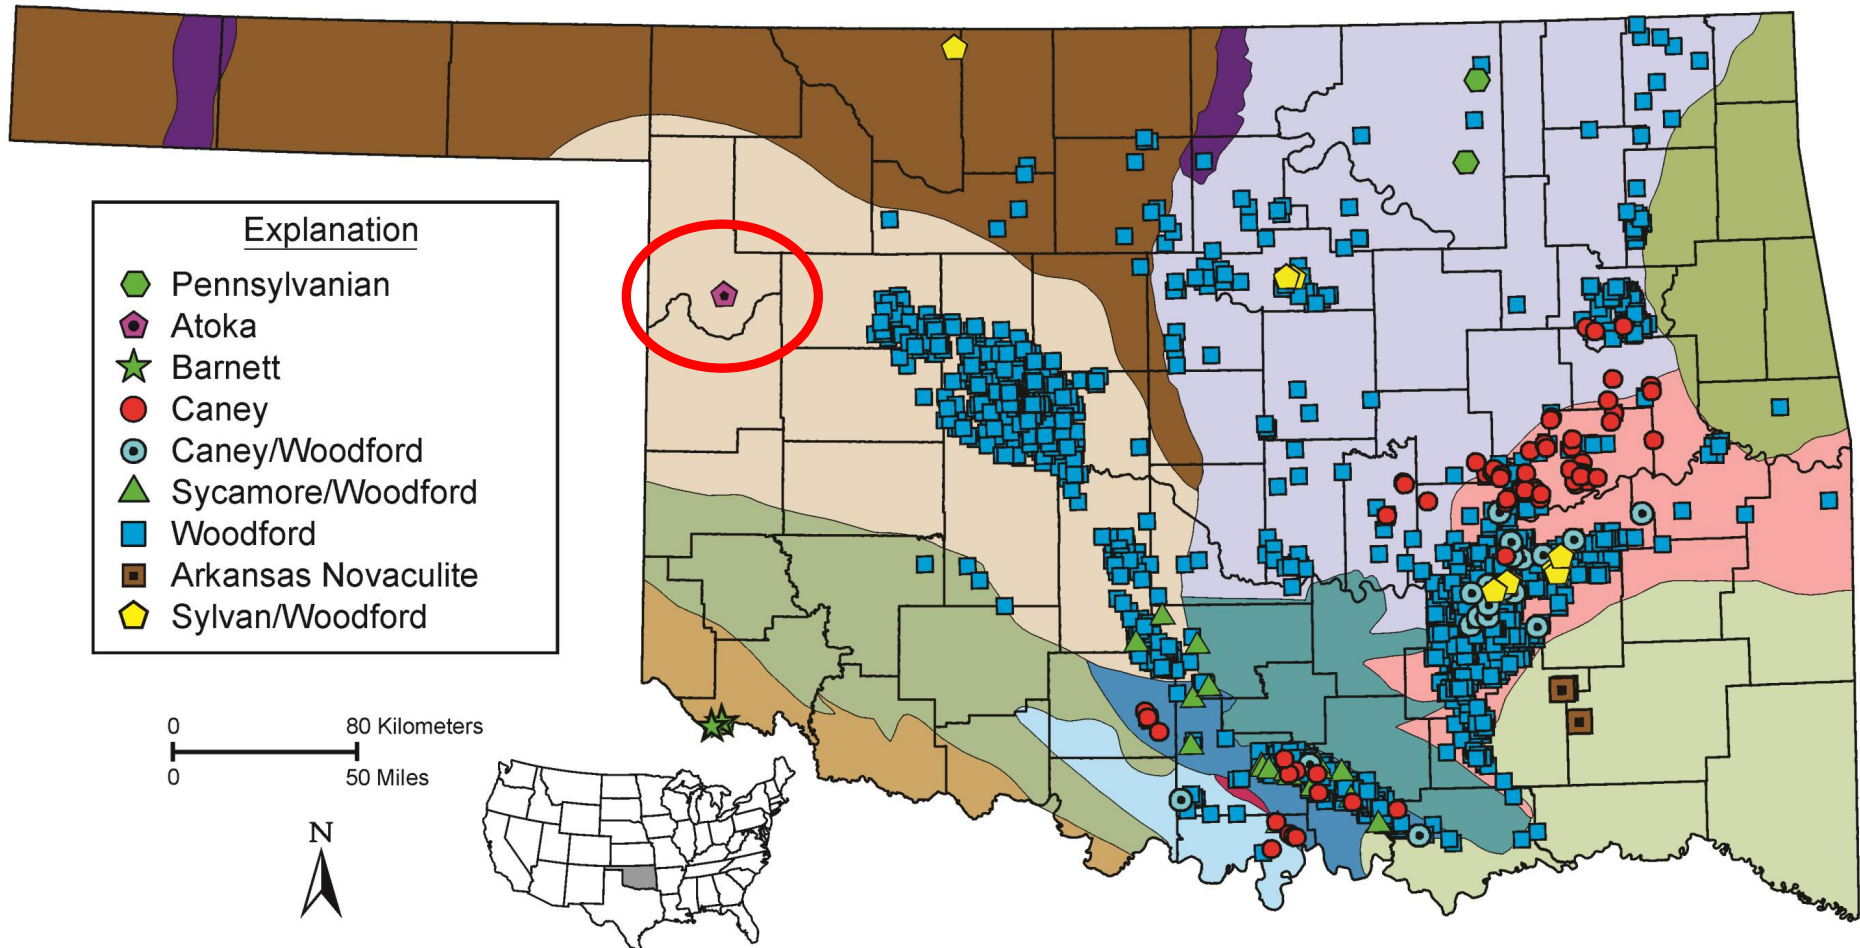 Explanation
Pennsylvanian
Atoka
Barnett
Caney
Caney/Woodford
Sycamore/Woodford
Woodford
Arkansas Novaculite
Sylvan/Woodford
0 80 Kilometers
0 50 Miles
N